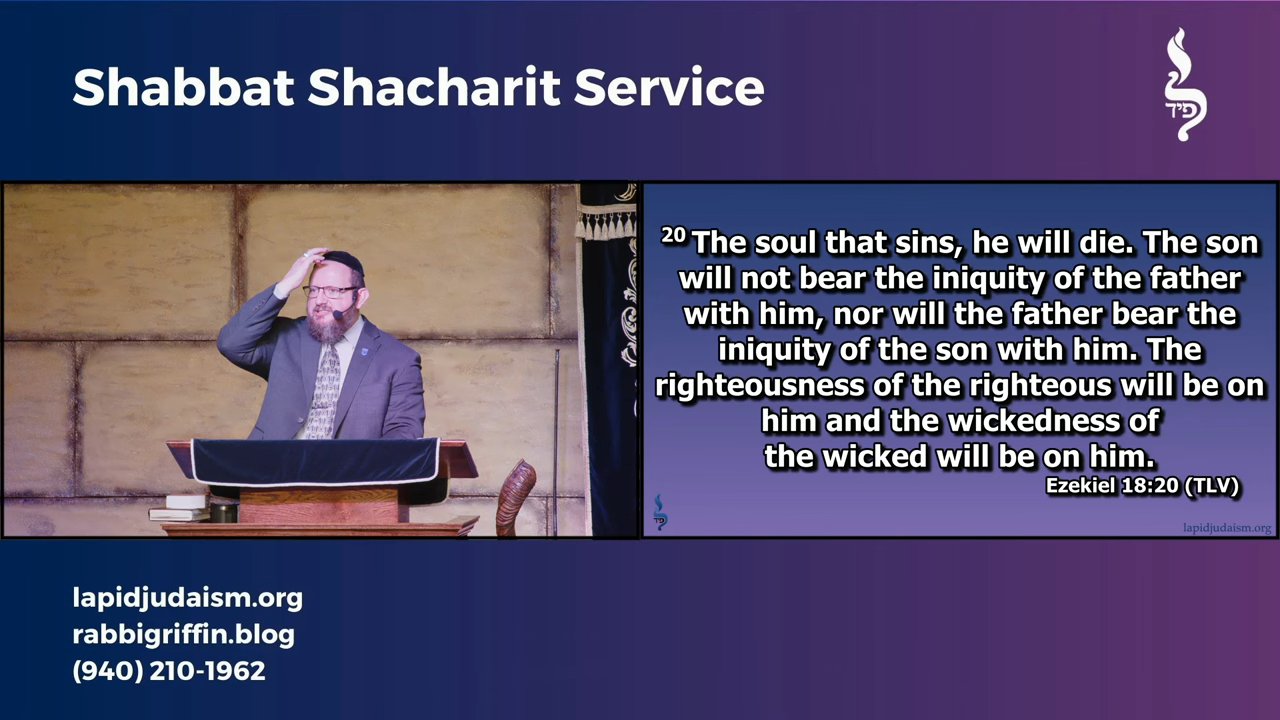 Shabbat Shacharit Service
פיד
20 The soul that sins, he will die. The son
will not bear the iniquity of the father
with him, nor will the father bear the
iniquity of the son with him. The
righteousness of the righteous will be on
him and the wickedness of
the wicked will be on him.
Ezekiel 18:20 (TLV)
פיד
lapidjudaism.org
lapidjudaism.org
rabbigriffin.blog
(940) 210-1962